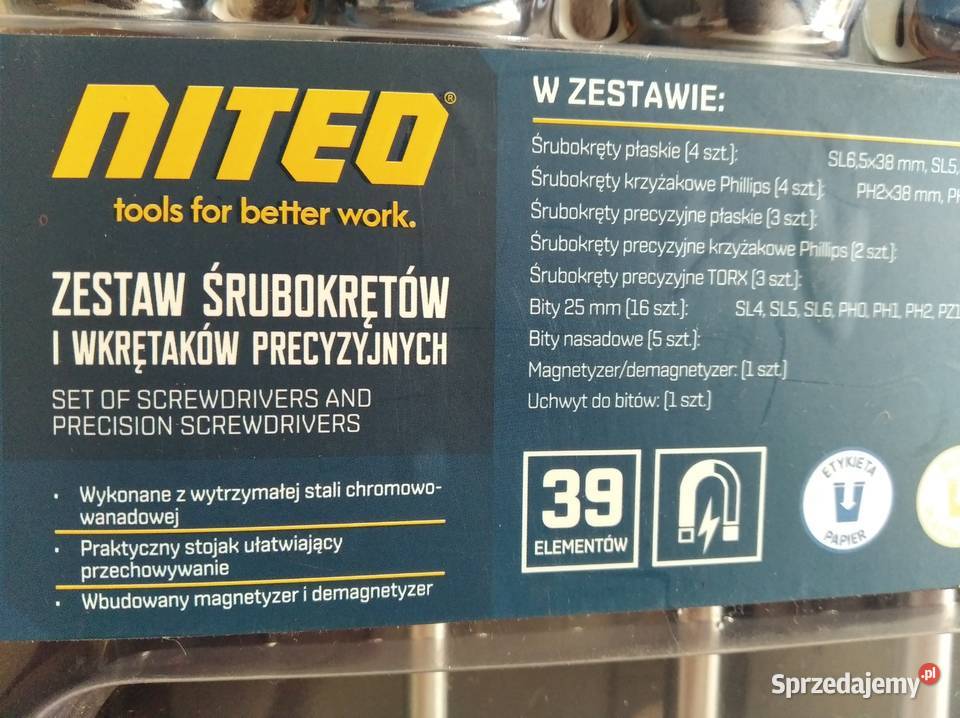 NITEO®
tools for better work.
ZESTAW ŚRUBOKRĘTÓW
I WKRĘTAKÓW PRECYZYJNYCH
SET OF SCREWDRIVERS AND
PRECISION SCREWDRIVERS
• Wykonane z wytrzymałej stali chromowo-
wanadowej
• Praktyczny stojak ułatwiający
przechowywanie
• Wbudowany magnetyzer i demagnetyzer
W ZESTAWIE:
Śrubokręty płaskie (4 szt.): SL6,5x38 mm, SL5,
Śrubokręty krzyżakowe Phillips (4 szt.): PH2x38 mm, PH
Śrubokręty precyzyjne płaskie (3 szt.):
Śrubokręty precyzyjne krzyżakowe Phillips (2 szt.):
Śrubokręty precyzyjne TORX (3 szt.):
Bity 25 mm (16 szt.): SL4, SL5, SL6, PH0, PH1, PH2, PZ1
Bity nasadowe (5 szt.):
Magnetyzer/demagnetyzer: (1 szt.)
Uchwyt do bitów: (1 szt.)
39
ELEMENTÓW
ETYKIETA
PAPIER
Sprzedajemy.pl